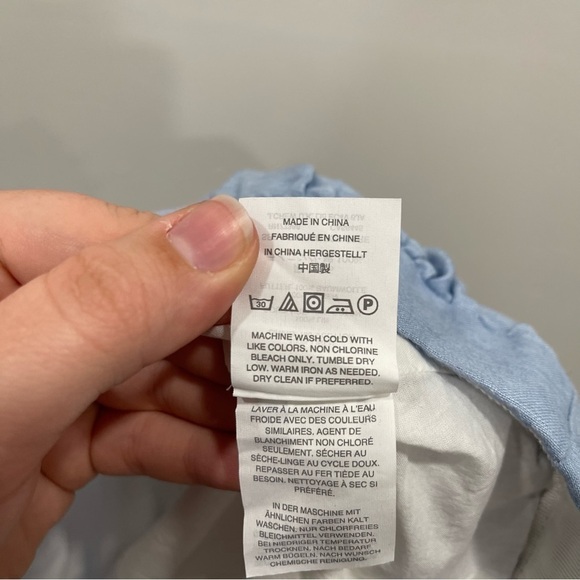 MADE IN CHINA
FABRIQUÉ EN CHINE
IN CHINA HERGESTELLT
中国製
30 P
MACHINE WASH COLD WITH
LIKE COLORS. NON CHLORINE
BLEACH ONLY. TUMBLE DRY
LOW. WARM IRON AS NEEDED.
DRY CLEAN IF PREFERRED.
LAVER À LA MACHINE À L'EAU
FROIDE AVEC DES COULEURS
SIMILAIRES. AGENT DE
BLANCHIMENT NON CHLORÉ
SEULEMENT. SÉCHER AU
SÈCHE-LINGE AU CYCLE DOUX.
REPASSER AU FER TIÈDE AU
BESOIN. NETTOYAGE À SEC SI
PRÉFÉRÉ.
IN DER MASCHINE MIT
ÄHNLICHEN FARBEN KALT
WASCHEN. NUR CHLORFREIES
BLEICHMITTEL VERWENDEN.
BEI NIEDRIGER TEMPERATUR
TROCKNEN, NACH BEDARF
WARM BÜGELN. NACH WUNSCH
CHEMISCHE REINIGUNG.